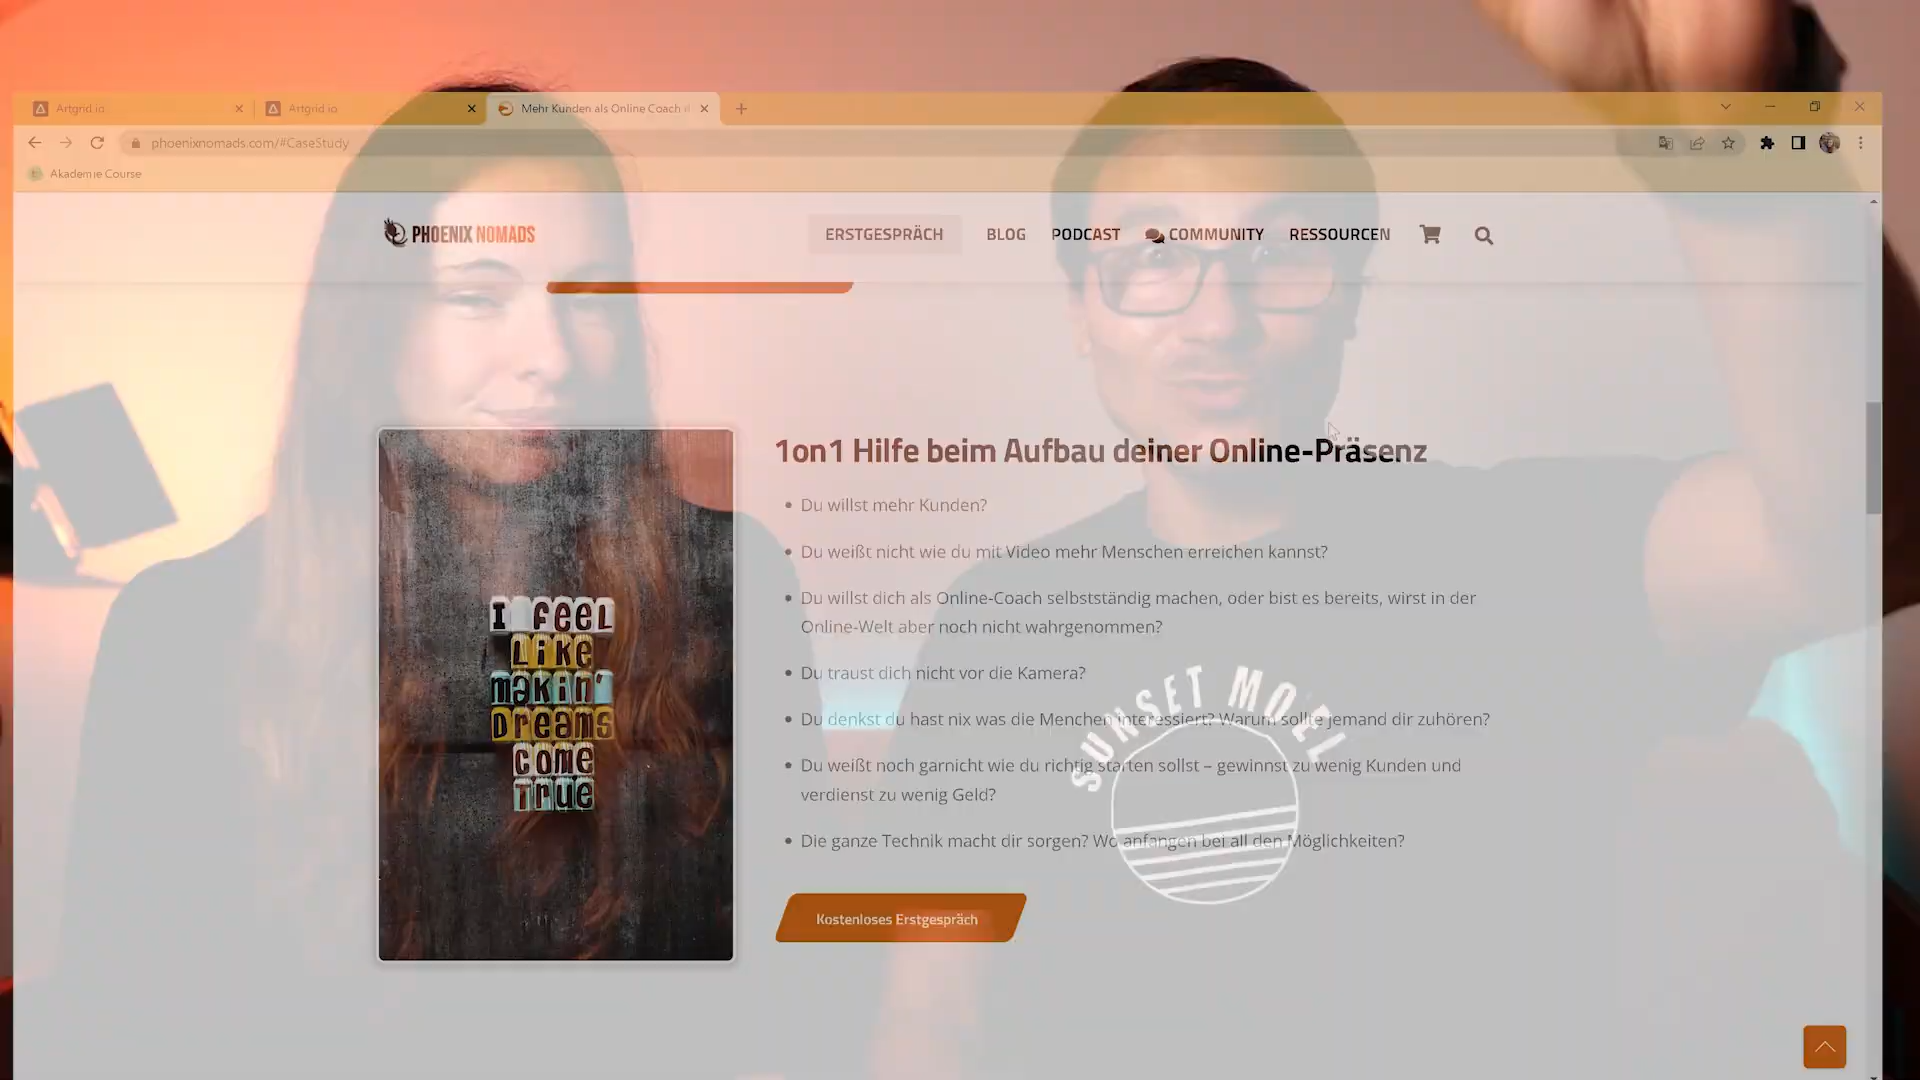 Artgrid.io
Artgrid.io
Mehr Kunden als Online Coach
phoenixnomads.com/#CaseStudy
Akademie Course
PHOENIX NOMADS
ERSTGESPRÄCH
BLOG
PODCAST
COMMUNITY
RESSOURCEN
I FEEL
LIKE
MAKIN'
DREAMS
COME
TRUE
1on1 Hilfe beim Aufbau deiner Online-Präsenz
• Du willst mehr Kunden?
• Du weißt nicht wie du mit Video mehr Menschen erreichen kannst?
• Du willst dich als Online-Coach selbstständig machen, oder bist es bereits, wirst in der
Online-Welt aber noch nicht wahrgenommen?
• Du traust dich nicht vor die Kamera?
• Du denkst du hast nix was die Menchen interessiert? Warum sollte jemand dir zuhören?
• Du weißt noch garnicht wie du richtig starten sollst – gewinnst zu wenig Kunden und
verdienst zu wenig Geld?
• Die ganze Technik macht dir sorgen? Wo anfangen bei all den Möglichkeiten?
Kostenloses Erstgespräch
SUNSET MOTEL